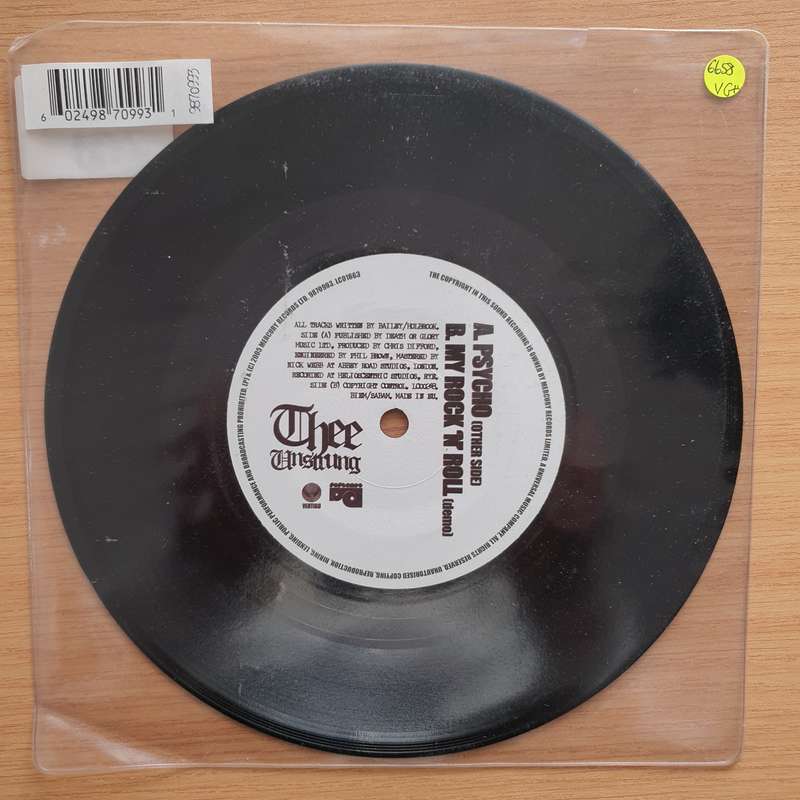 6 02498 70993 1
9870993
6658
VG+
A. PSYCHO (OTHER SIDE)
B. MY ROCK 'N' ROLL (demo)
ALL TRACKS WRITTEN BY BAILEY/HOLBROOK,
SIDE (A) PUBLISHED BY DEATH OR GLORY
MUSIC LTD, PRODUCED BY CHRIS DIFFORD,
ENGINEERED BY PHIL BROWN, MASTERED BY
NICK WEBB AT ABBEY ROAD STUDIOS, LONDON.
RECORDED AT HELIOCENTRIC STUDIOS, RYE,
SIDE (B) COPYRIGHT CONTROL,
BIEM/SABAM, MADE IN EU.
Thee
Unstrung
VERTIGO
THE COPYRIGHT IN THIS SOUND RECORDING IS OWNED BY MERCURY RECORDS LIMITED. A UNIVERSAL MUSIC COMPANY. ALL RIGHTS RESERVED. UNAUTORISED COPYING, REPRODUCTION, HIRING, LENDING, PUBLIC PERFORMANCE AND BROADCASTING PROHIBITED. (P) & (C) 2005 MERCURY RECORDS LTD. 9870993. LC01663